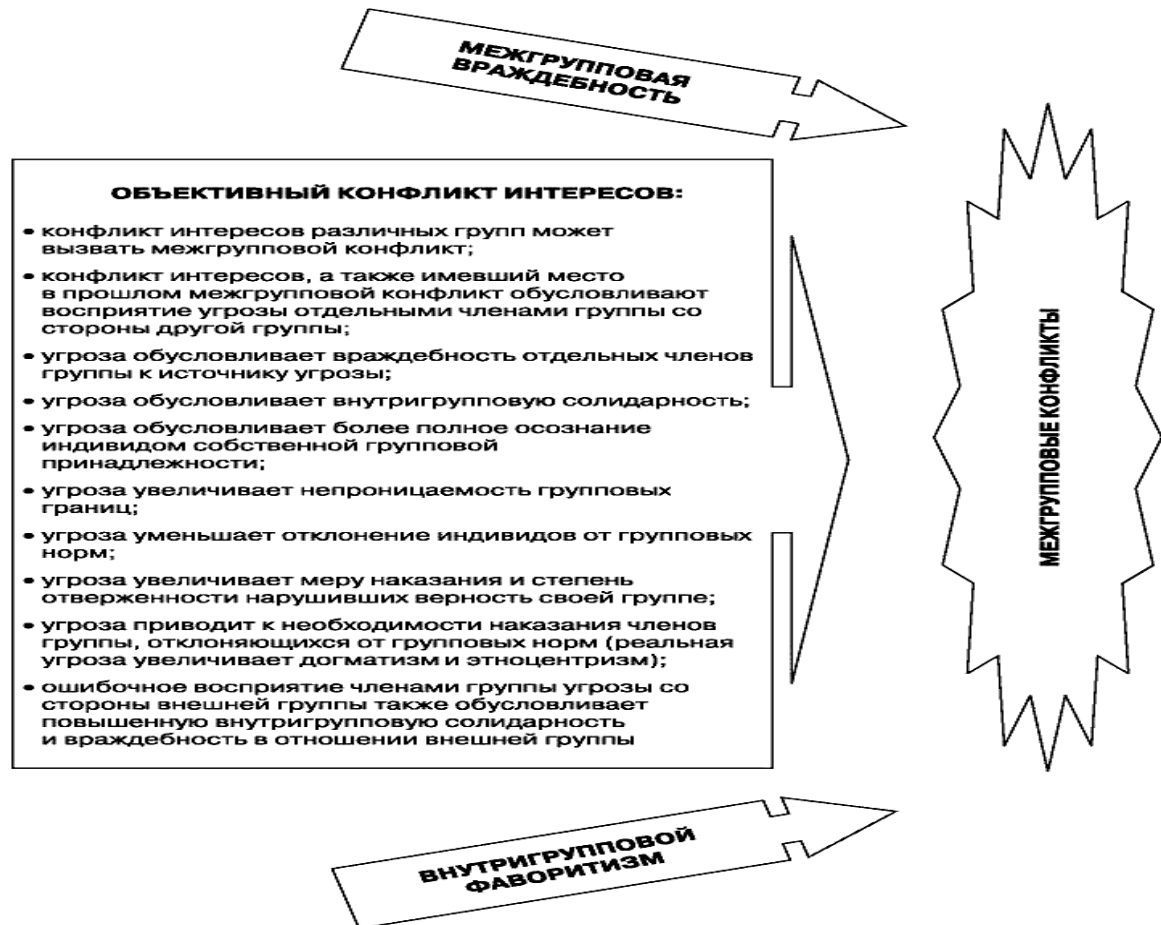 МЕЖГРУППОВАЯ
ВРАЖДЕБНОСТЬ
ОБЪЕКТИВНЫЙ КОНФЛИКТ ИНТЕРЕСОВ:
• конфликт интересов различных групп может
вызвать межгрупповой конфликт;
• конфликт интересов, а также имевший место
в прошлом межгрупповой конфликт обусловливают
восприятие угрозы отдельными членами группы со
стороны другой группы;
• угроза обусловливает враждебность отдельных членов
группы к источнику угрозы;
• угроза обусловливает внутригрупповую солидарность;
• угроза обусловливает более полное осознание
индивидом собственной групповой
принадлежности;
• угроза увеличивает непроницаемость групповых
границ;
• угроза уменьшает отклонение индивидов от групповых
норм;
• угроза увеличивает меру наказания и степень
отверженности нарушивших верность своей группе;
• угроза приводит к необходимости наказания членов
группы, отклоняющихся от групповых норм (реальная
угроза увеличивает догматизм и этноцентризм);
• ошибочное восприятие членами группы угрозы со
стороны внешней группы также обусловливает
повышенную внутригрупповую солидарность
и враждебность в отношении внешней группы
МЕЖГРУППОВЫЕ КОНФЛИКТЫ
ВНУТРИГРУППОВОЙ
ФАВОРИТИЗМ